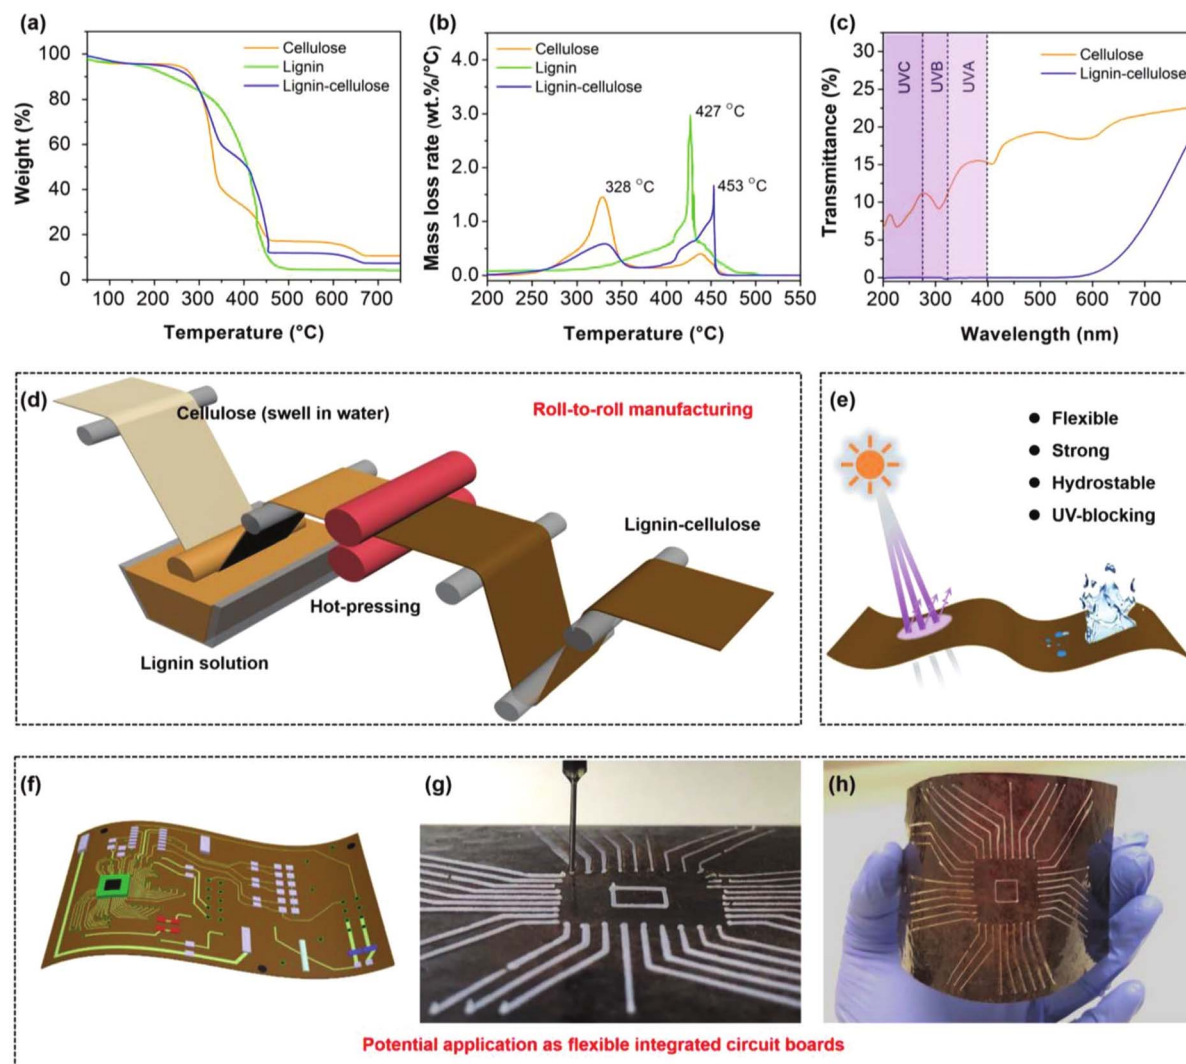 (a)
100
80
60
40
20
0
Weight (%)
Cellulose
Lignin
Lignin-cellulose
100 200 300 400 500 600 700
Temperature (°C)
(b)
4.0
3.0
2.0
1.0
0.0
Mass loss rate (wt.%/°C)
Cellulose
Lignin
Lignin-cellulose
427 °C
328 °C
453 °C
200 250 300 350 400 450 500 550
Temperature (°C)
(c)
30
25
20
15
10
5
0
Transmittance (%)
UVC
UVB
UVA
Cellulose
Lignin-cellulose
200 300 400 500 600 700
Wavelength (nm)
(d)
Cellulose (swell in water)
Roll-to-roll manufacturing
Lignin-cellulose
Hot-pressing
Lignin solution
(e)
● Flexible
● Strong
● Hydrostable
● UV-blocking
(f)
(g)
(h)
Potential application as flexible integrated circuit boards